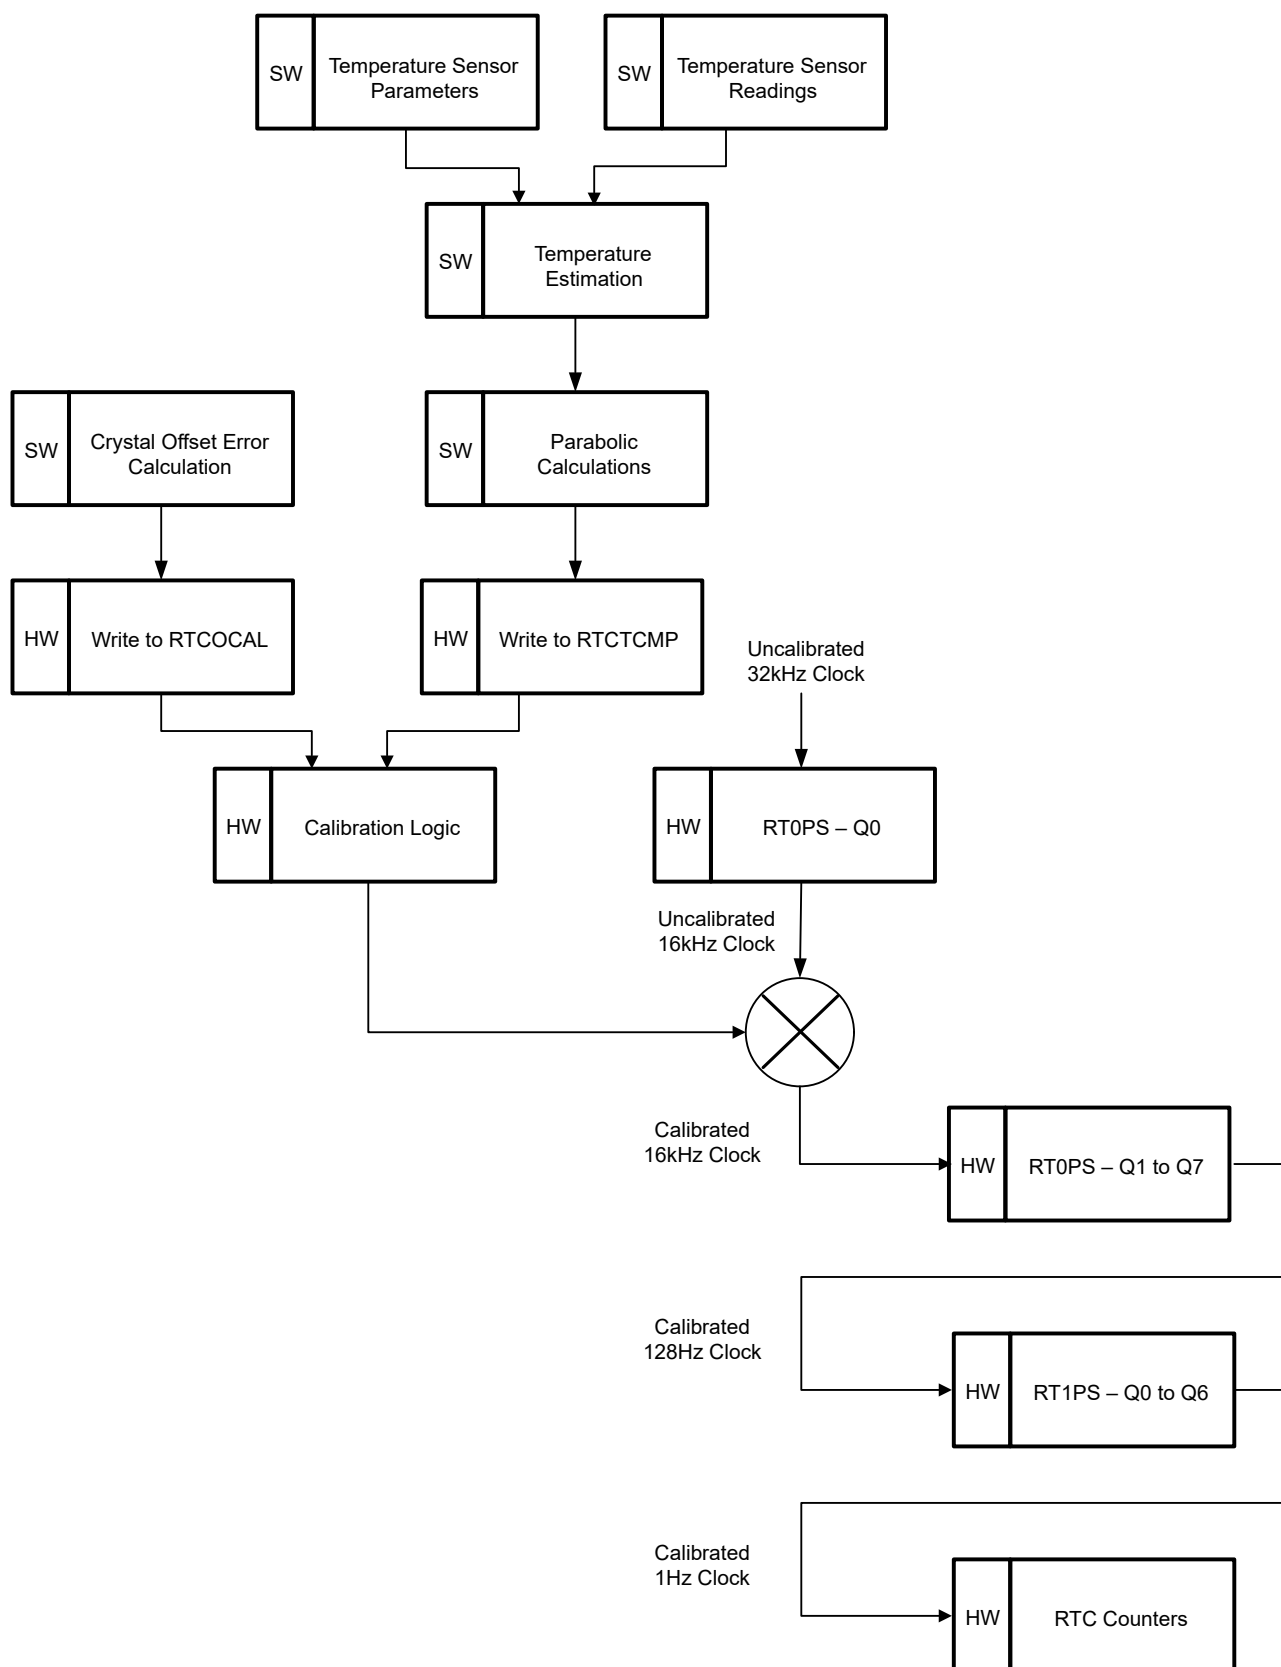 SW
Temperature Sensor
Parameters
SW
Temperature Sensor
Readings
SW
Temperature
Estimation
SW
Crystal Offset Error
Calculation
SW
Parabolic
Calculations
HW
Write to RTCOCAL
HW
Write to RTCTCMP
Uncalibrated
32kHz Clock
HW
Calibration Logic
HW
RT0PS – Q0
Uncalibrated
16kHz Clock
Calibrated
16kHz Clock
HW
RT0PS – Q1 to Q7
Calibrated
128Hz Clock
HW
RT1PS – Q0 to Q6
Calibrated
1Hz Clock
HW
RTC Counters